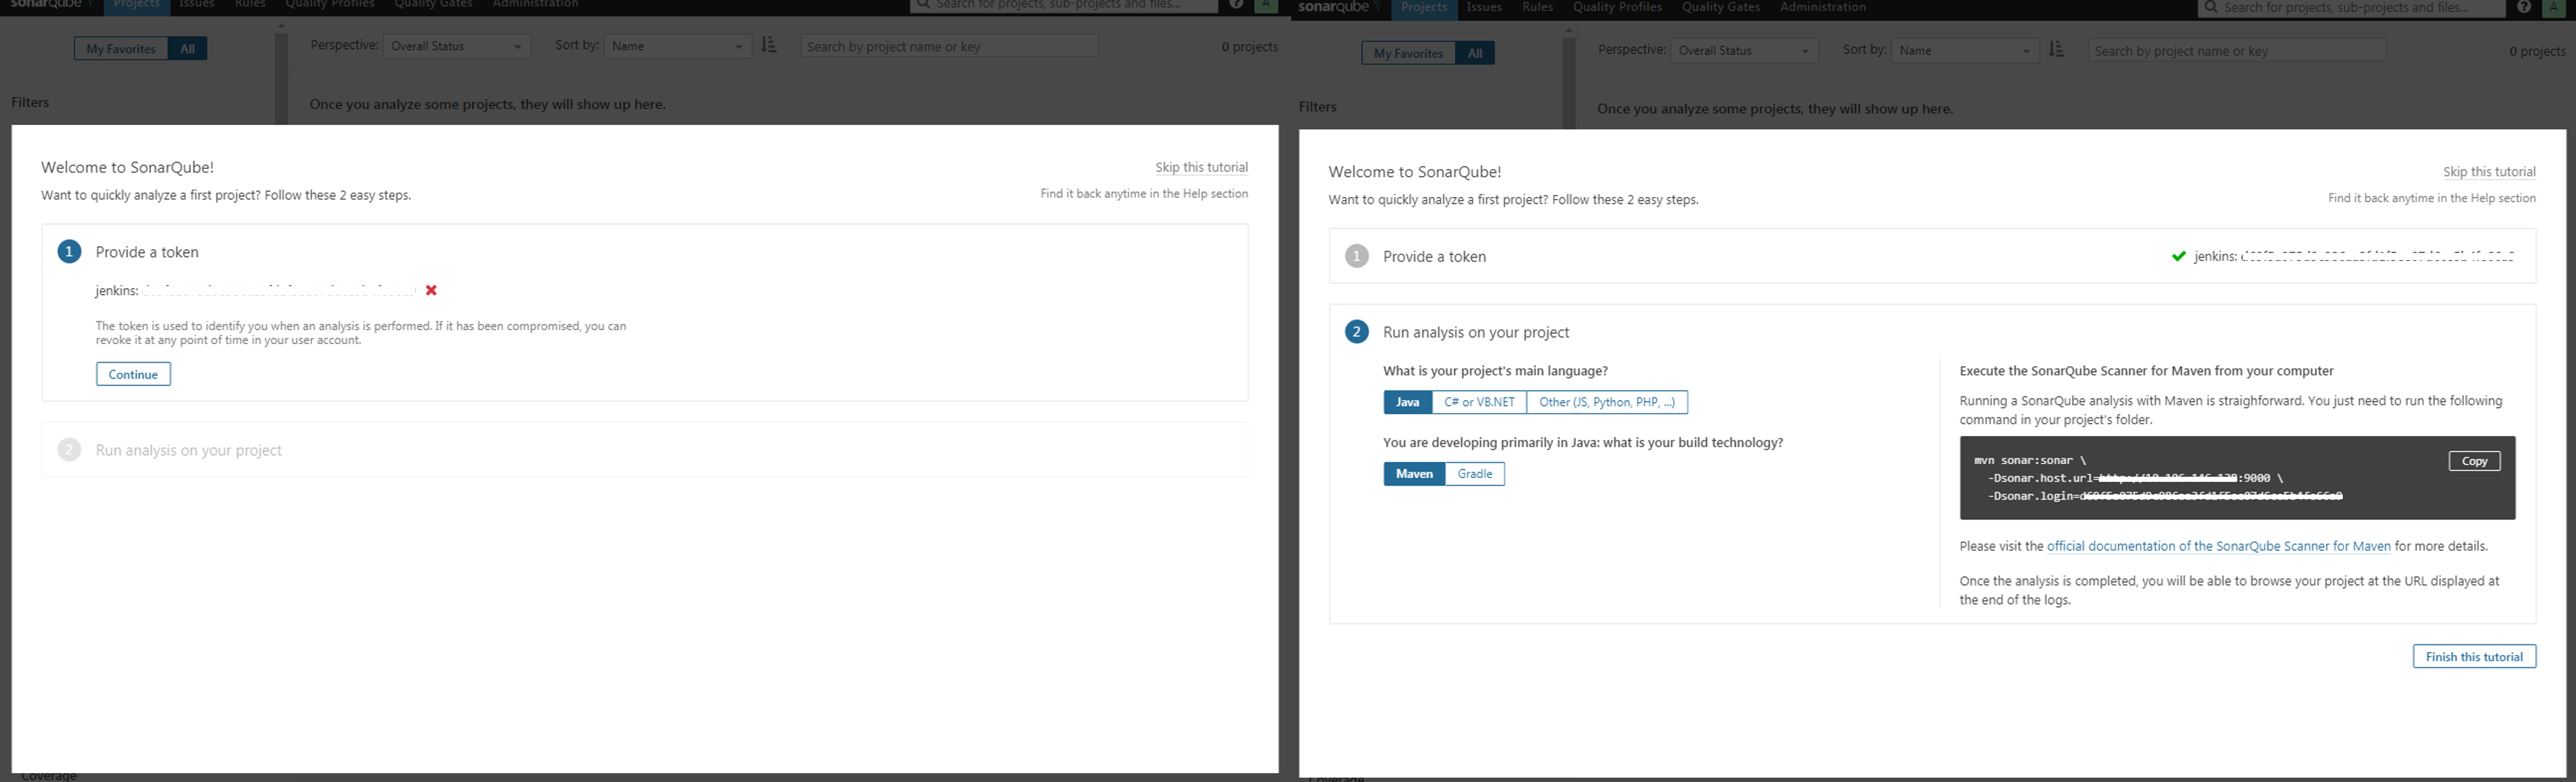 sonarqube Projects Issues Rules Quality Profiles Quality Gates Administration Search for projects, sub-projects and files... ? A
My Favorites All Perspective: Overall Status Sort by: Name Search by project name or key 0 projects
Filters
Once you analyze some projects, they will show up here.
Welcome to SonarQube!
Skip this tutorial
Want to quickly analyze a first project? Follow these 2 easy steps.
Find it back anytime in the Help section
1 Provide a token
jenkins:
The token is used to identify you when an analysis is performed. If it has been compromised, you can
revoke it at any point of time in your user account.
Continue
2 Run analysis on your project
Coverage
sonarqube Projects Issues Rules Quality Profiles Quality Gates Administration Search for projects, sub-projects and files... ? A
My Favorites All Perspective: Overall Status Sort by: Name Search by project name or key 0 projects
Filters
Once you analyze some projects, they will show up here.
Welcome to SonarQube!
Skip this tutorial
Want to quickly analyze a first project? Follow these 2 easy steps.
Find it back anytime in the Help section
1 Provide a token
jenkins:
2 Run analysis on your project
What is your project's main language?
Java C# or VB.NET Other (JS, Python, PHP, ...)
You are developing primarily in Java: what is your build technology?
Maven Gradle
Execute the SonarQube Scanner for Maven from your computer
Running a SonarQube analysis with Maven is straighforward. You just need to run the following
command in your project's folder.
Copy
mvn sonar:sonar \
-Dsonar.host.url= :9000 \
-Dsonar.login=
Please visit the official documentation of the SonarQube Scanner for Maven for more details.
Once the analysis is completed, you will be able to browse your project at the URL displayed at
the end of the logs.
Finish this tutorial
Coverage